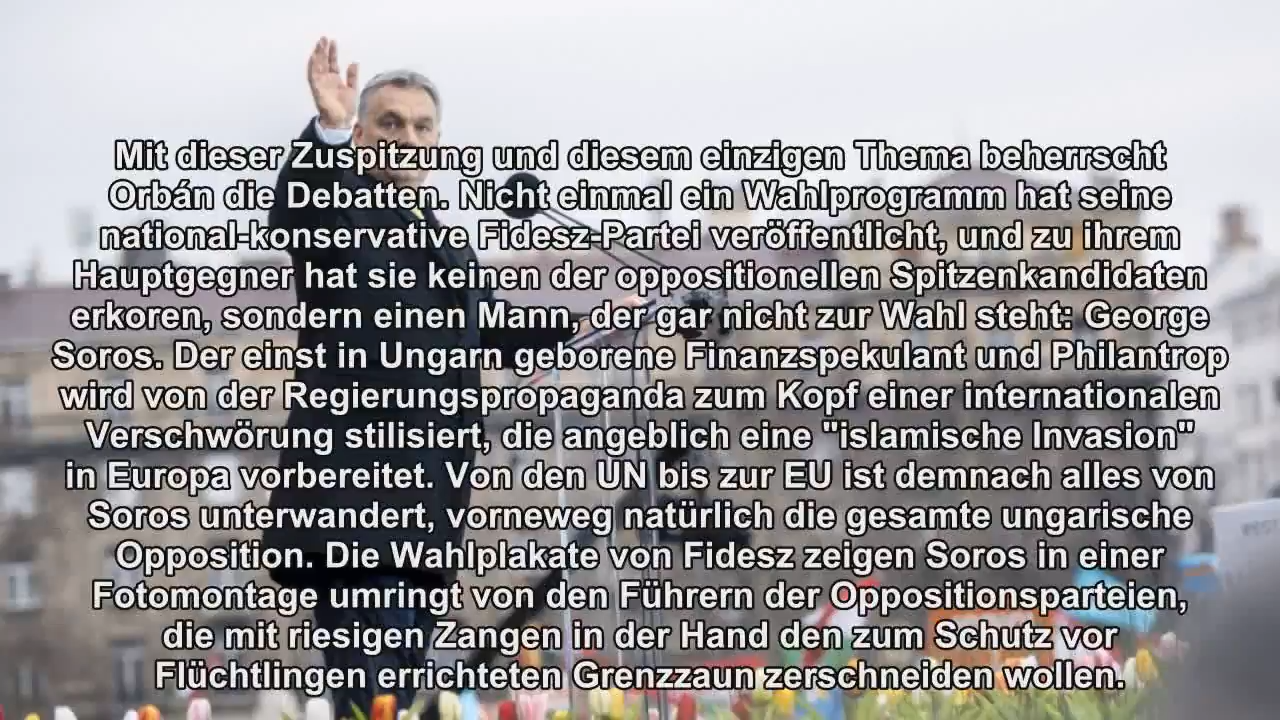 Mit dieser Zuspitzung und diesem einzigen Thema beherrscht
Orbán die Debatten. Nicht einmal ein Wahlprogramm hat seine
national-konservative Fidesz-Partei veröffentlicht, und zu ihrem
Hauptgegner hat sie keinen der oppositionellen Spitzenkandidaten
erkoren, sondern einen Mann, der gar nicht zur Wahl steht: George
Soros. Der einst in Ungarn geborene Finanzspekulant und Philantrop
wird von der Regierungspropaganda zum Kopf einer internationalen
Verschwörung stilisiert, die angeblich eine "islamische Invasion"
in Europa vorbereitet. Von den UN bis zur EU ist demnach alles von
Soros unterwandert, vorneweg natürlich die gesamte ungarische
Opposition. Die Wahlplakate von Fidesz zeigen Soros in einer
Fotomontage umringt von den Führern der Oppositionsparteien,
die mit riesigen Zangen in der Hand den zum Schutz vor
Flüchtlingen errichteten Grenzzaun zerschneiden wollen.